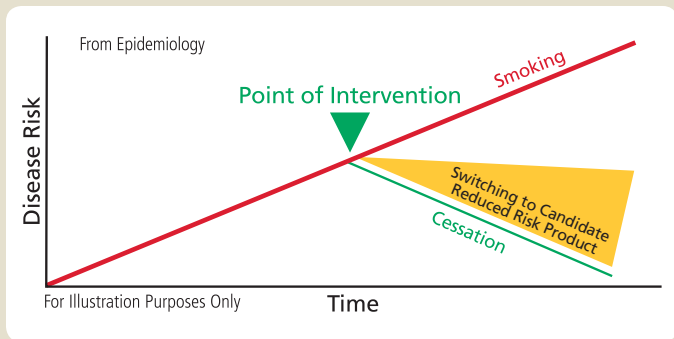 From Epidemiology
Smoking
Point of Intervention
Disease Risk
Switching to Candidate
Reduced Risk Product
Cessation
For Illustration Purposes Only
Time